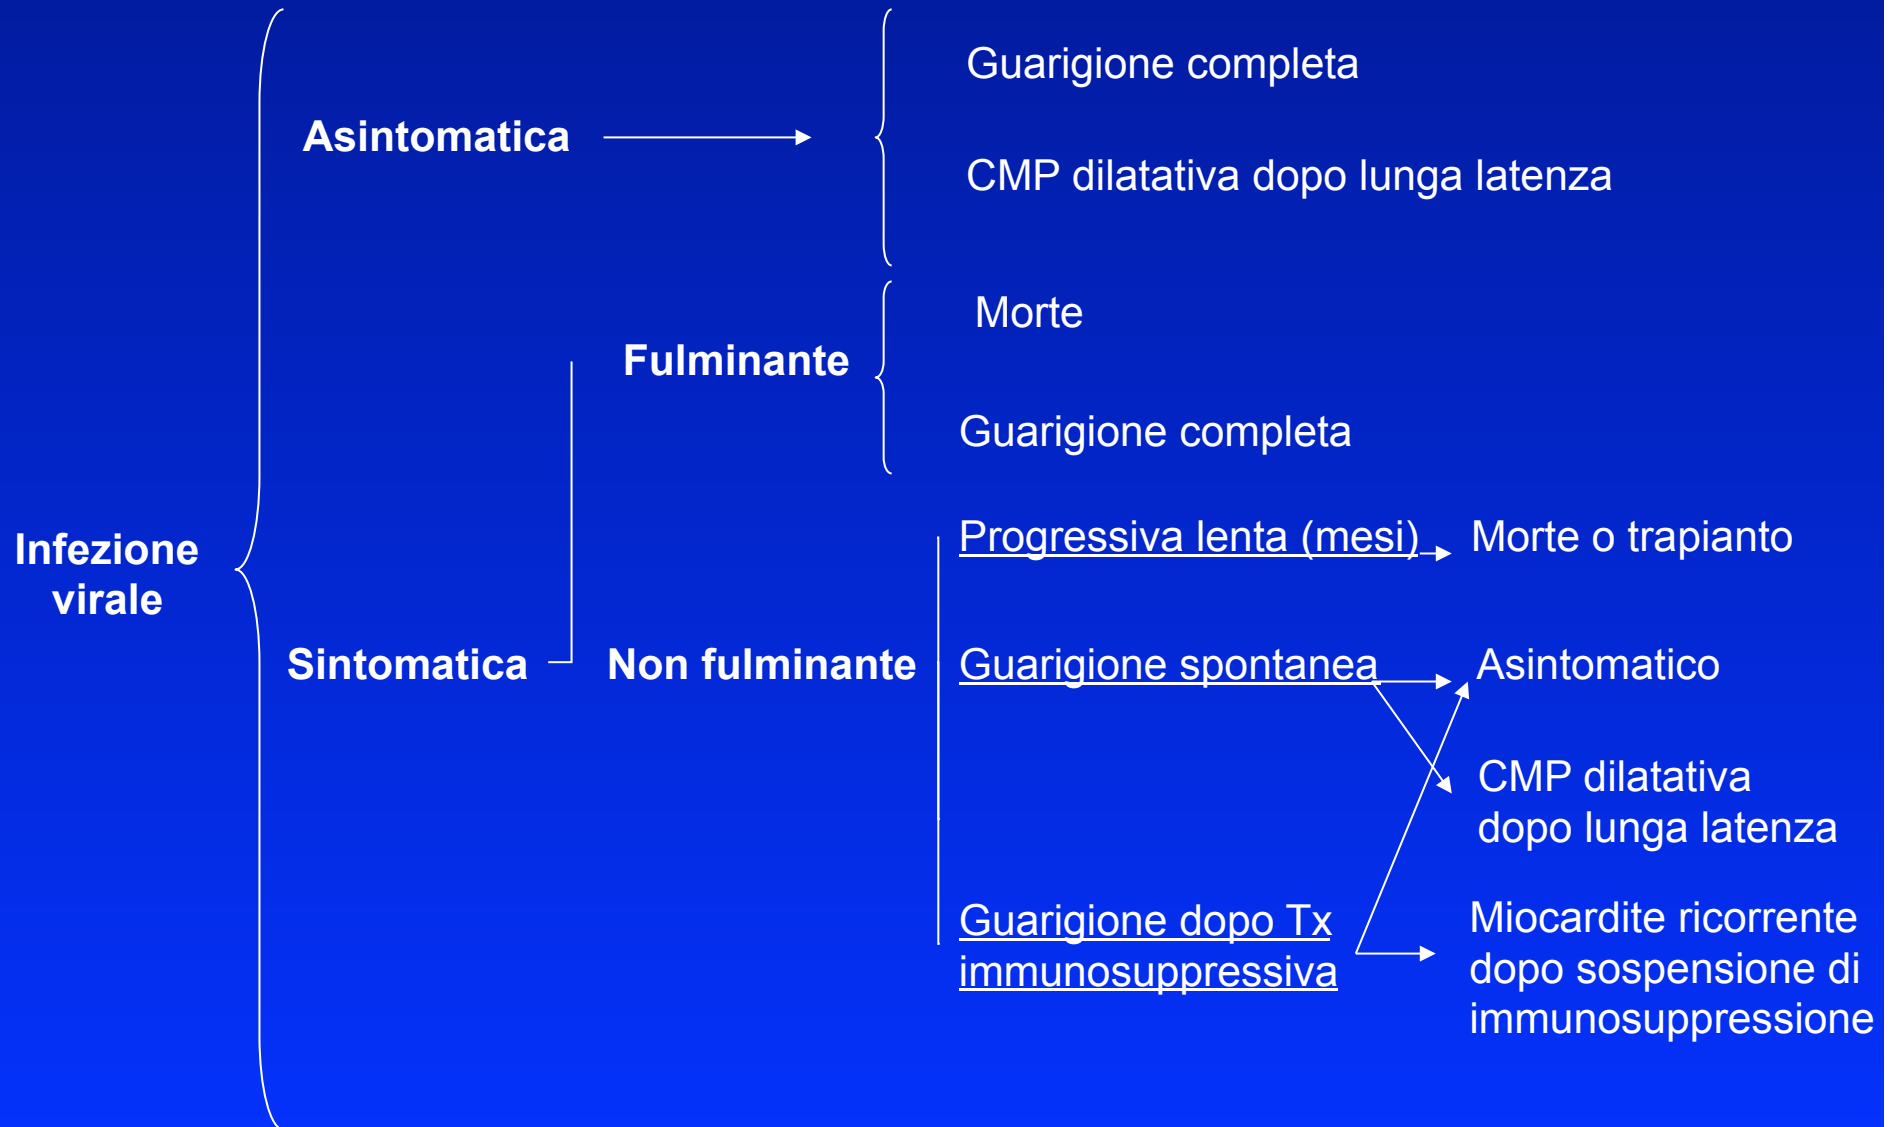 Guarigione completa
Asintomatica
CMP dilatativa dopo lunga latenza
Morte
Fulminante
Guarigione completa
Infezione
virale
Progressiva lenta (mesi)
Morte o trapianto
Sintomatica
Non fulminante
Guarigione spontanea
Asintomatico
CMP dilatativa
dopo lunga latenza
Guarigione dopo Tx
immunosuppressiva
Miocardite ricorrente
dopo sospensione di
immunosuppressione